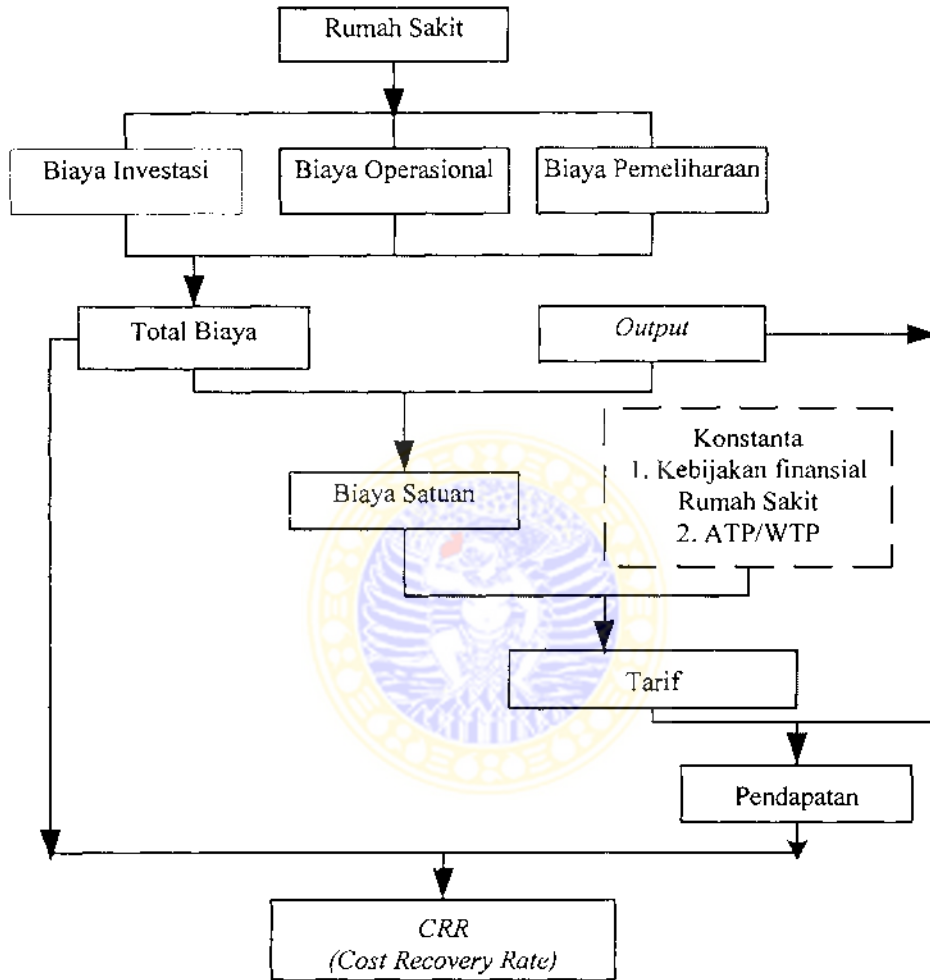 Rumah Sakit
Biaya Investasi
Biaya Operasional
Biaya Pemeliharaan
Total Biaya
Output
Konstanta
1. Kebijakan finansial
Rumah Sakit
2. ATP/WTP
Biaya Satuan
Tarif
Pendapatan
CRR
(Cost Recovery Rate)